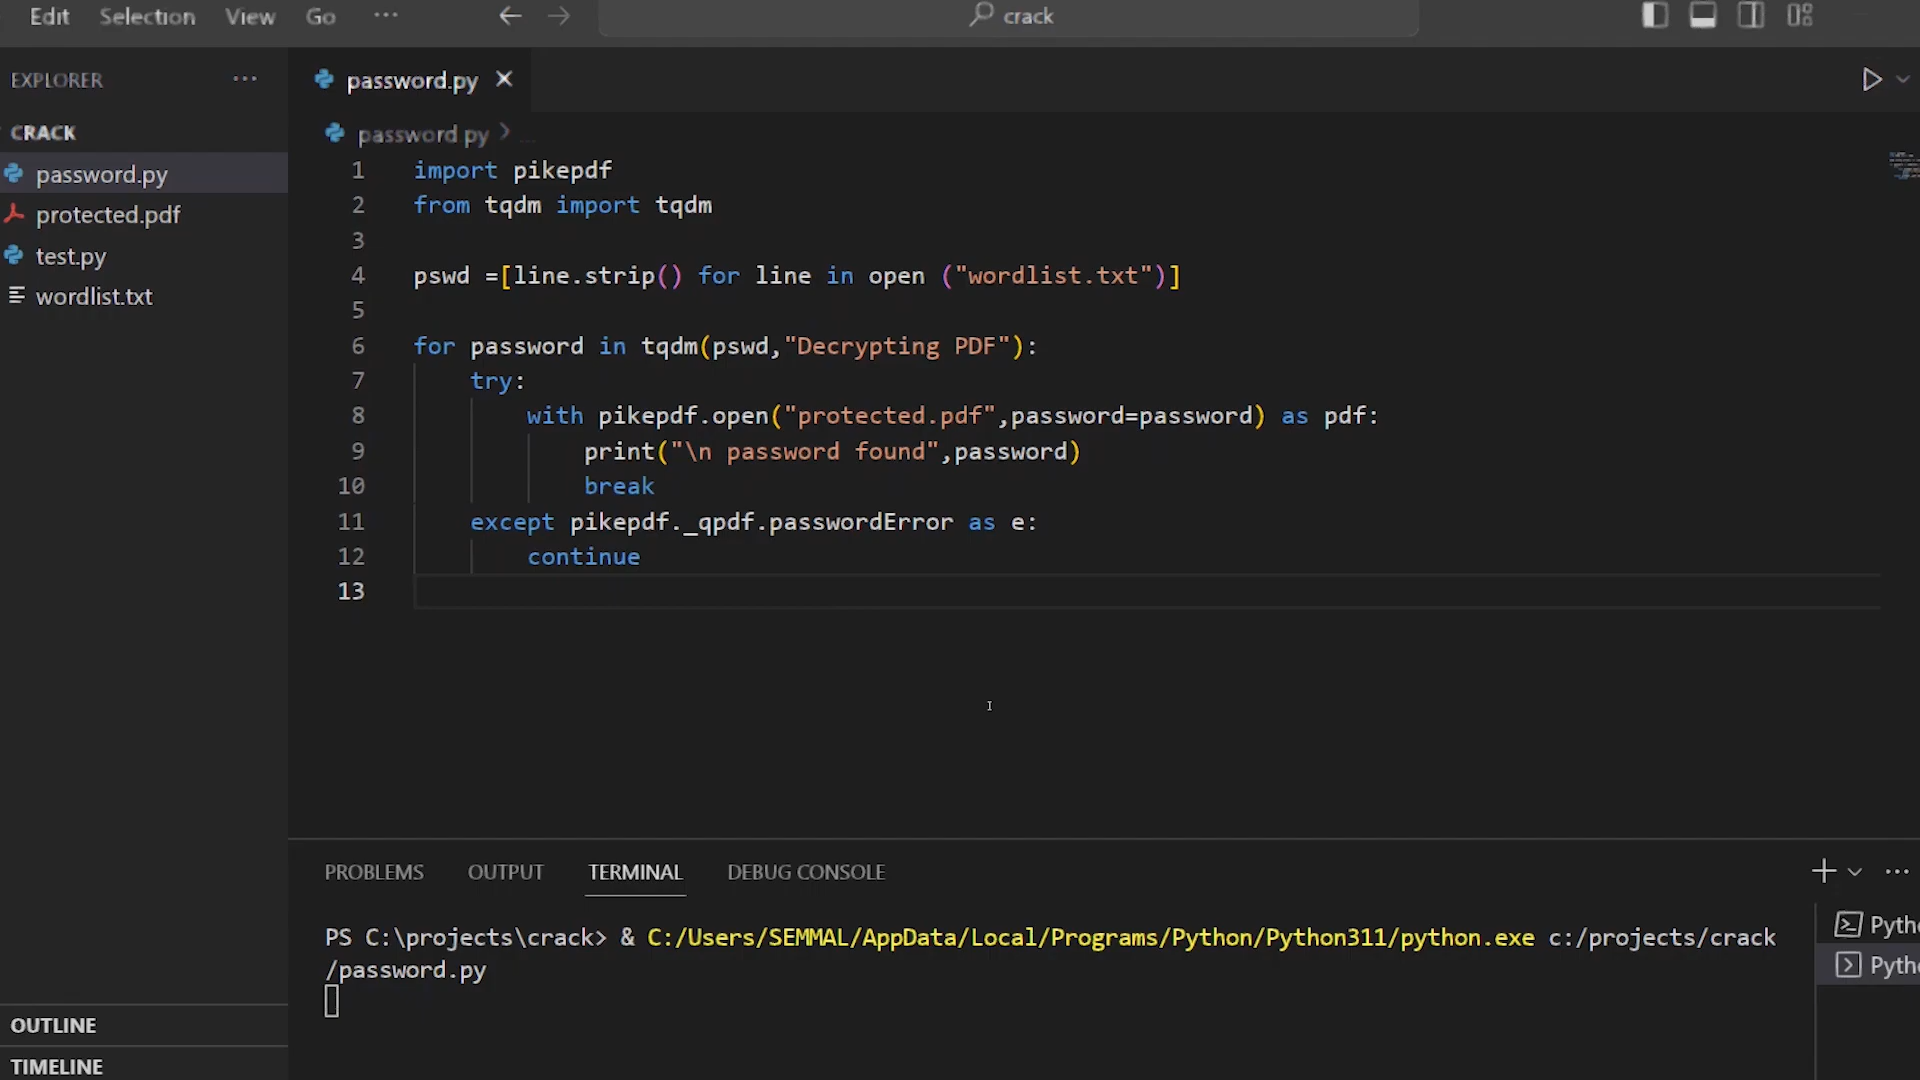 Edit Selection View Go ··· ← → crack
EXPLORER ···
CRACK
password.py
protected.pdf
test.py
wordlist.txt
OUTLINE
TIMELINE
password.py ×
password.py > ...
1 import pikepdf
2 from tqdm import tqdm
3
4 pswd =[line.strip() for line in open ("wordlist.txt")]
5
6 for password in tqdm(pswd,"Decrypting PDF"):
7     try:
8         with pikepdf.open("protected.pdf",password=password) as pdf:
9             print("\n password found",password)
10             break
11     except pikepdf._qpdf.passwordError as e:
12         continue
13
PROBLEMS OUTPUT TERMINAL DEBUG CONSOLE
PS C:\projects\crack> & C:/Users/SEMMAL/AppData/Local/Programs/Python/Python311/python.exe c:/projects/crack
/password.py
Pytho
Pytho